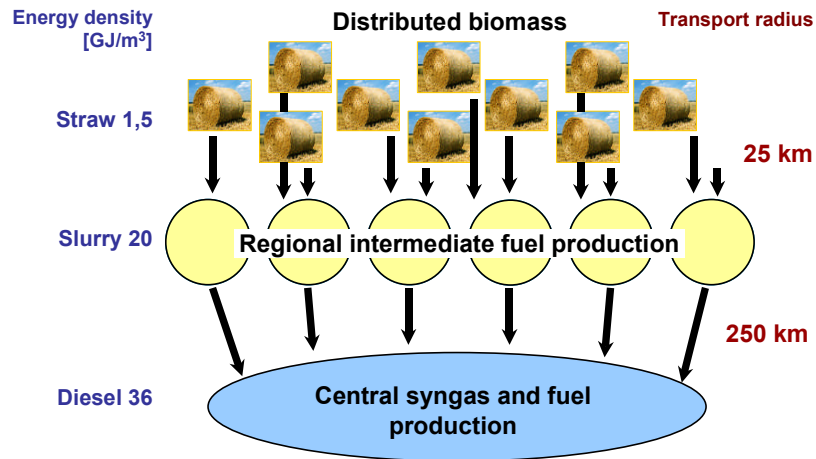 Energy density
[GJ/m³]
Distributed biomass
Transport radius
Straw 1,5
25 km
Slurry 20
Regional intermediate fuel production
250 km
Diesel 36
Central syngas and fuel
production